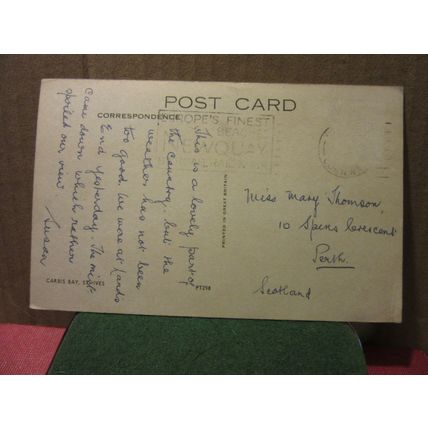 POST CARD
CORRESPONDENCE
EUROPE'S FINEST
NEWQUAY
This is a lovely part of
the Country. but the
weather has not been
too good. we were at Lands
End yesterday. The mist
came down which rather
spoiled our view.
Susan
PRINTED IN GREAT BRITAIN
Miss Mary Thomson,
10 Spens Crescent
Perth.
Scotland
CARBIS BAY, ST. IVES
PT298